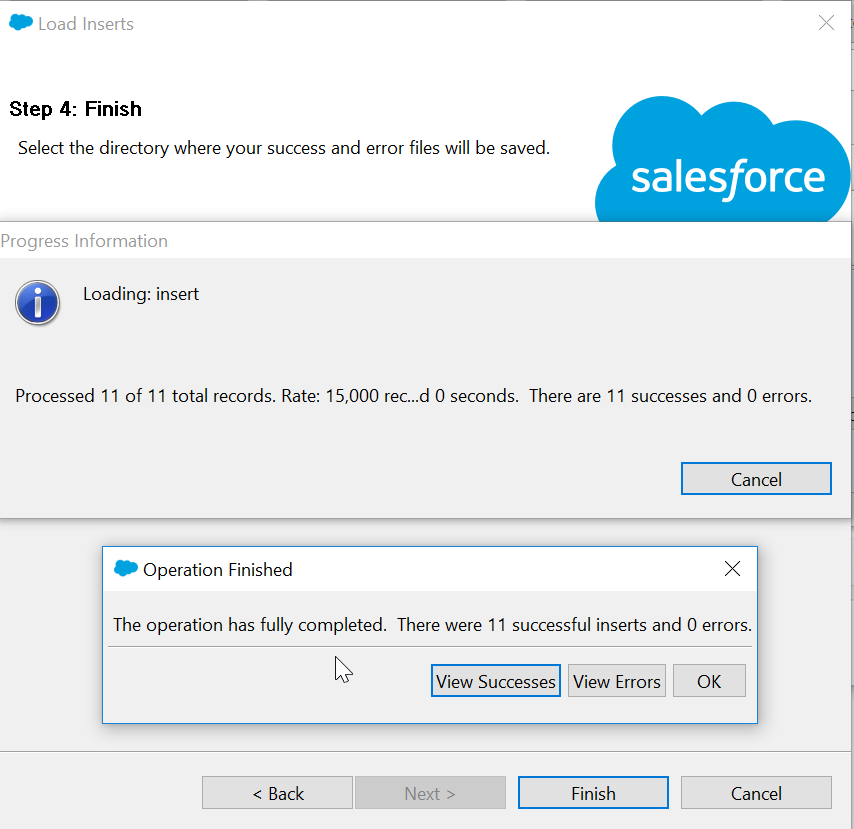 Load Inserts
Step 4: Finish
Select the directory where your success and error files will be saved.
salesforce
Progress Information
Loading: insert
Processed 11 of 11 total records. Rate: 15,000 rec...d 0 seconds.  There are 11 successes and 0 errors.
Cancel
Operation Finished
The operation has fully completed.  There were 11 successful inserts and 0 errors.
View Successes View Errors OK
< Back Next > Finish Cancel